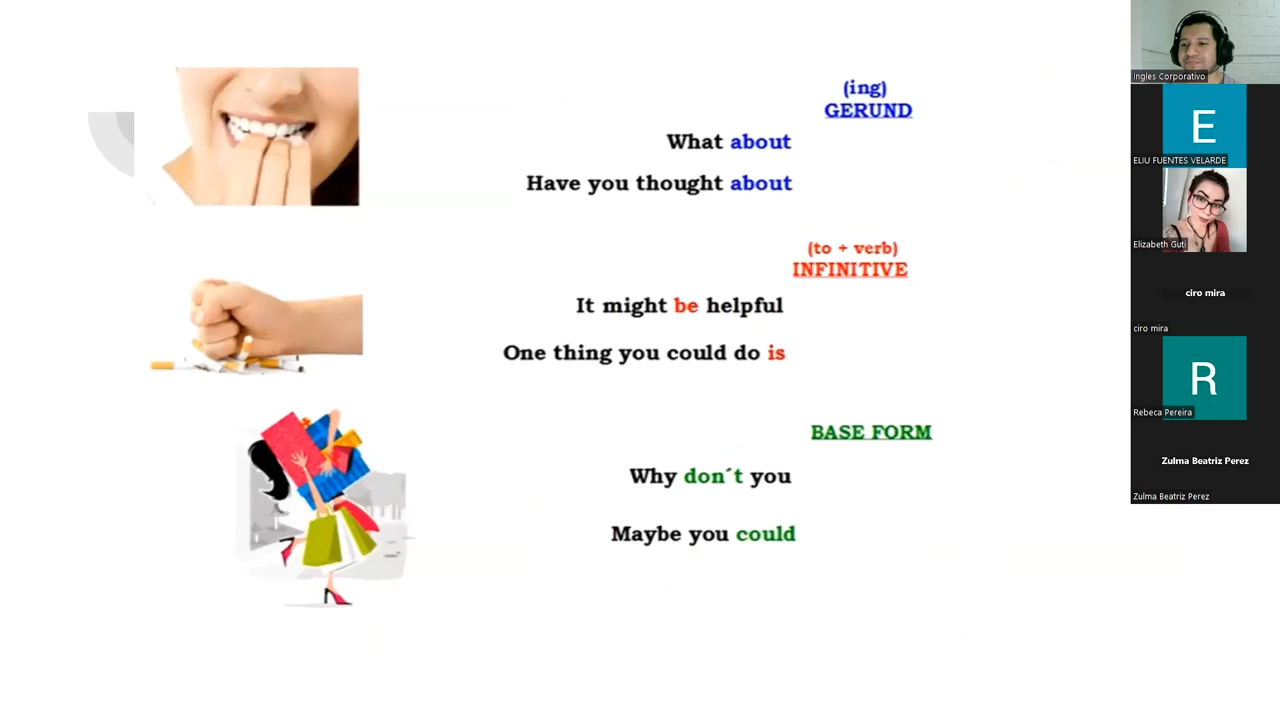 (ing)
GERUND
What about
Have you thought about
(to + verb)
INFINITIVE
It might be helpful
One thing you could do is
BASE FORM
Why don´t you
Maybe you could
Ingles Corporativo
E
ELIU FUENTES VELARDE
Elizabeth Guti
ciro mira
ciro mira
R
Rebeca Pereira
Zulma Beatriz Perez
Zulma Beatriz Perez